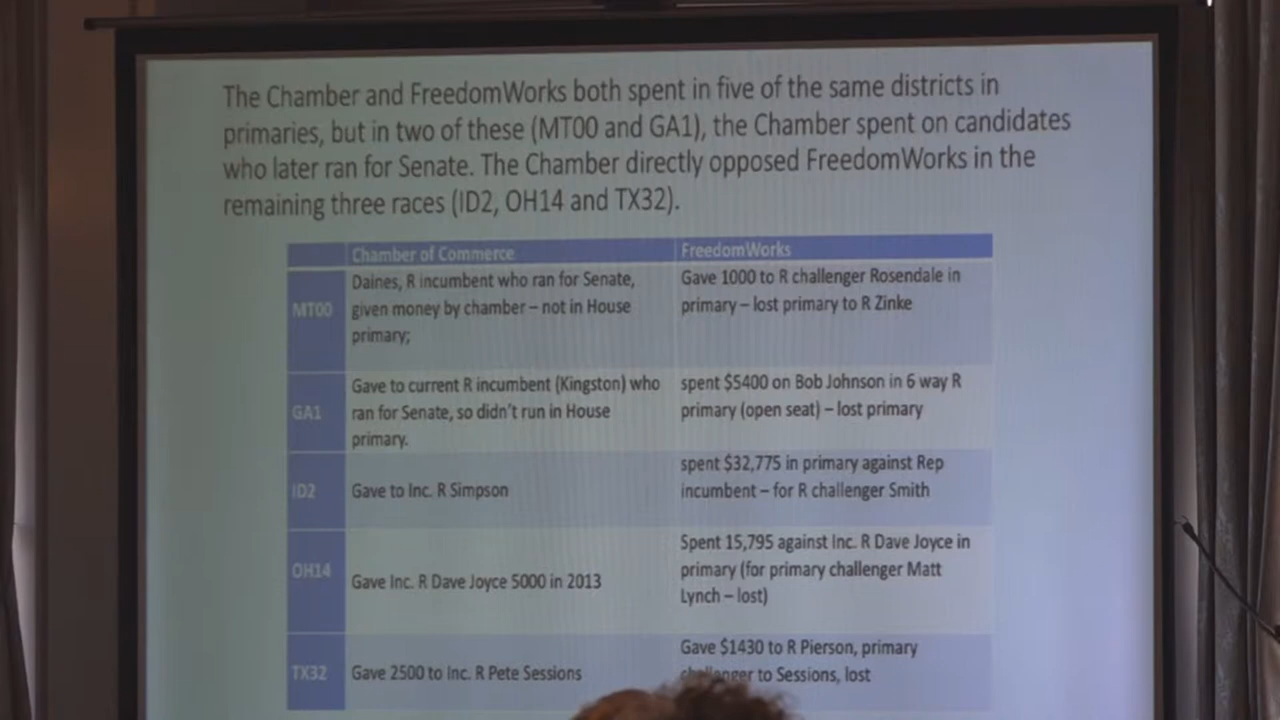 The Chamber and FreedomWorks both spent in five of the same districts in
primaries, but in two of these (MT00 and GA1), the Chamber spent on candidates
who later ran for Senate. The Chamber directly opposed FreedomWorks in the
remaining three races (ID2, OH14 and TX32).
Chamber of Commerce FreedomWorks
MT00
Daines, R incumbent who ran for Senate,
given money by chamber – not in House
primary;
Gave 1000 to R challenger Rosendale in
primary – lost primary to R Zinke
GA1
Gave to current R incumbent (Kingston) who
ran for Senate, so didn't run in House
primary.
spent $5400 on Bob Johnson in 6 way R
primary (open seat) – lost primary
ID2
Gave to Inc. R Simpson
spent $32,775 in primary against Rep
incumbent – for R challenger Smith
OH14
Gave Inc. R Dave Joyce 5000 in 2013
Spent 15,795 against Inc. R Dave Joyce in
primary (for primary challenger Matt
Lynch – lost)
TX32
Gave 2500 to Inc. R Pete Sessions
Gave $1430 to R Pierson, primary
challenger to Sessions, lost